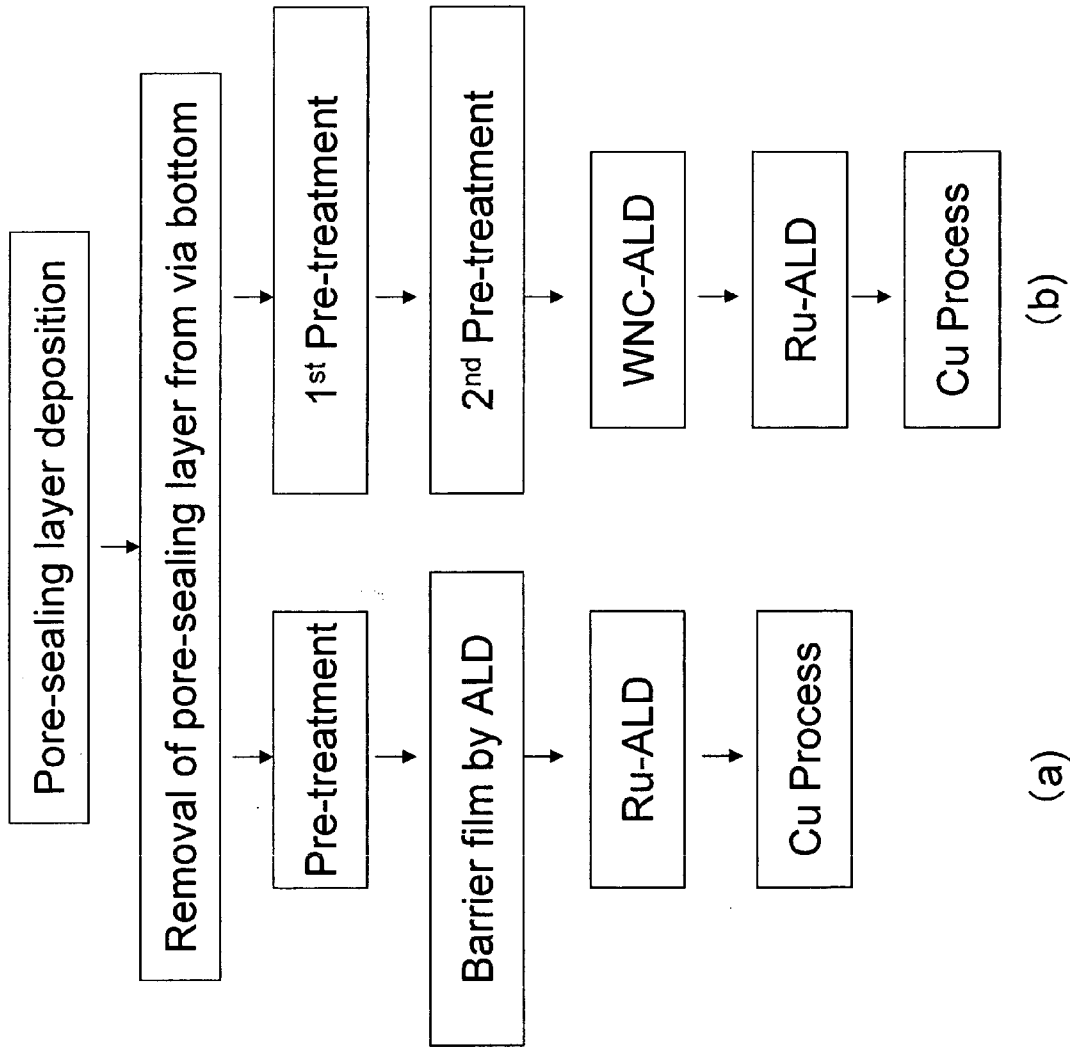 Pore-sealing layer deposition
Removal of pore-sealing layer from via bottom
Pre-treatment
Barrier film by ALD
Ru-ALD
Cu Process
(a)
1st Pre-treatment
2nd Pre-treatment
WNC-ALD
Ru-ALD
Cu Process
(b)